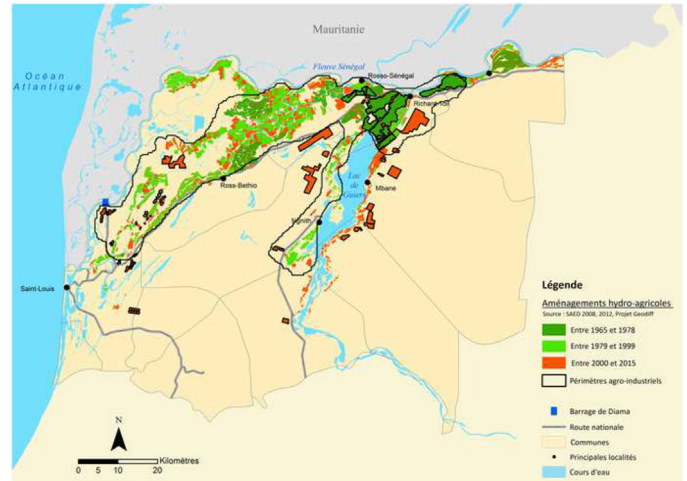 Mauritanie
Océan
Atlantique
Fleuve Sénégal
Rosso-Sénégal
Richard-Toll
Ross-Bethio
Lac
de
Guiers
Mbane
Ngnith
Saint-Louis
Légende
Aménagements hydro-agricoles
Source : SAED 2008, 2012, Projet Geodiff
Entre 1965 et 1978
Entre 1979 et 1999
Entre 2000 et 2015
Périmètres agro-industriels
Barrage de Diama
Route nationale
Communes
Principales localités
Cours d'eau
N
Kilomètres
0 5 10 20